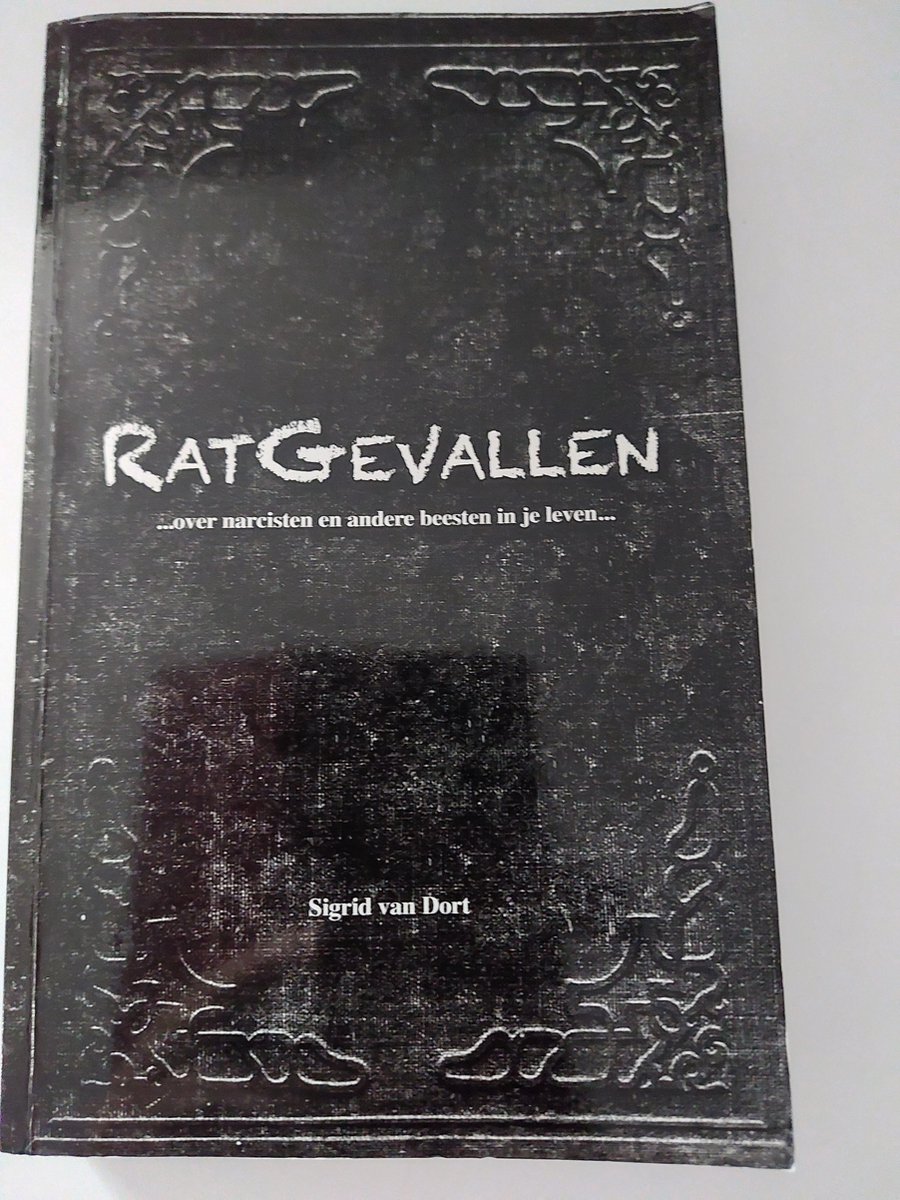 RATGEVALLEN
...over narcisten en andere beesten in je leven...
Sigrid van Dort